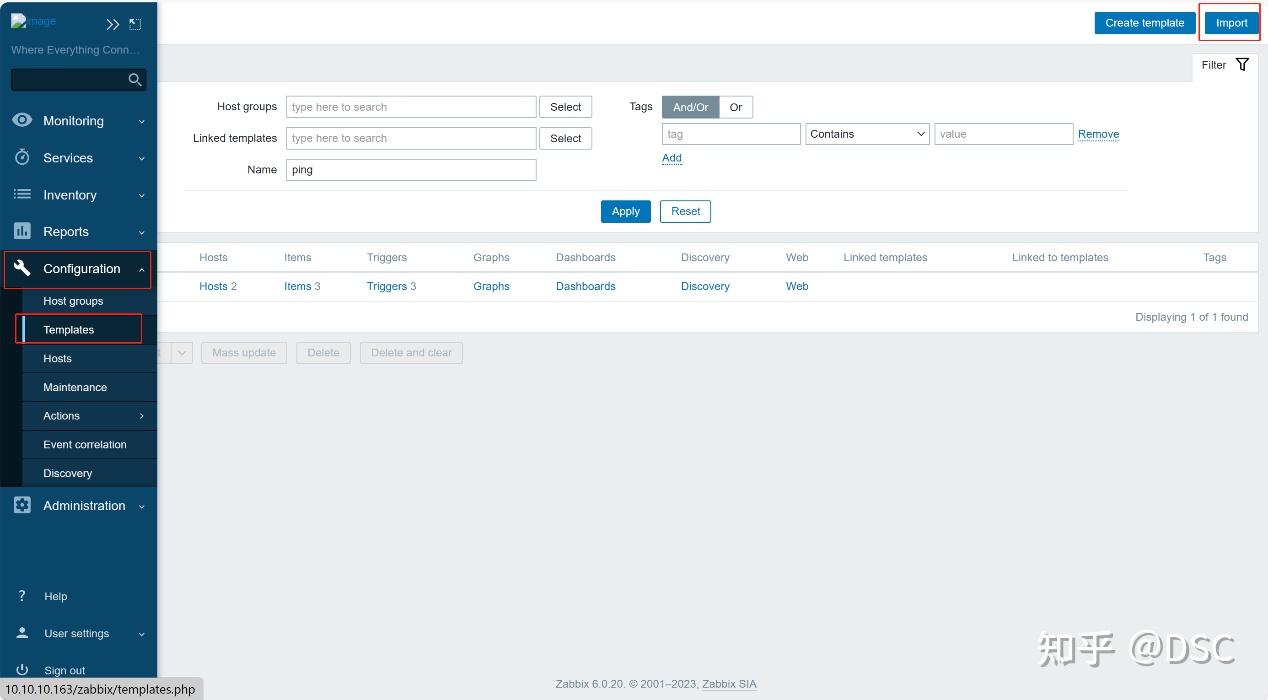 Image
Where Everything Conn...
Monitoring
Services
Inventory
Reports
Configuration
Host groups
Templates
Hosts
Maintenance
Actions
Event correlation
Discovery
Administration
Help
User settings
Sign out
10.10.10.163/zabbix/templates.php
Create template Import
Filter
Host groups type here to search Select Tags And/Or Or
Linked templates type here to search Select tag Contains value Remove
Add
Name ping
Apply Reset
Hosts Items Triggers Graphs Dashboards Discovery Web Linked templates Linked to templates Tags
Hosts 2 Items 3 Triggers 3 Graphs Dashboards Discovery Web
Displaying 1 of 1 found
Mass update Delete Delete and clear
知乎 @DSC
Zabbix 6.0.20. © 2001–2023, Zabbix SIA